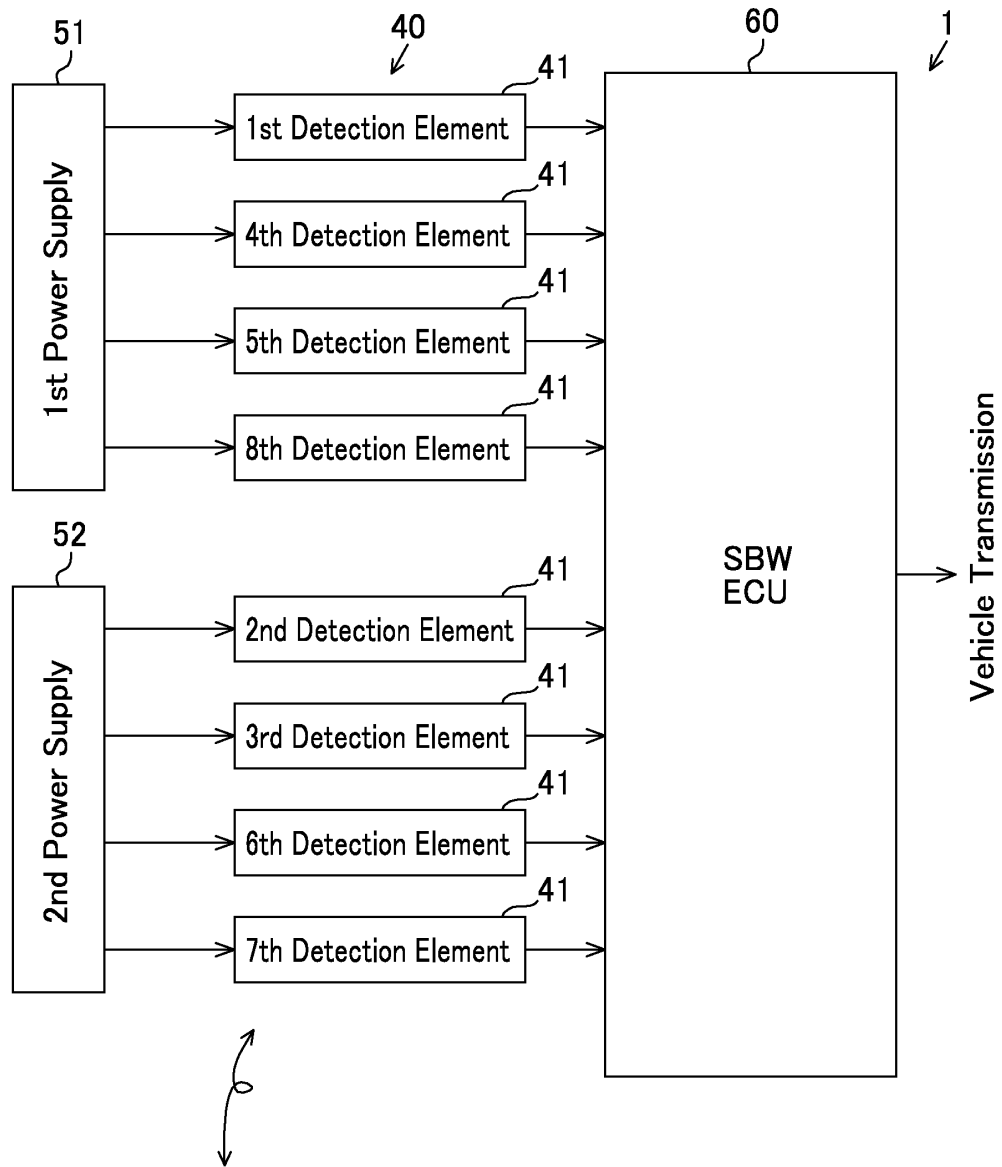 51
40
60
1
1st Power Supply
41
1st Detection Element
41
4th Detection Element
41
5th Detection Element
41
8th Detection Element
52
2nd Power Supply
41
2nd Detection Element
41
3rd Detection Element
41
6th Detection Element
41
7th Detection Element
SBW
ECU
Vehicle Transmission